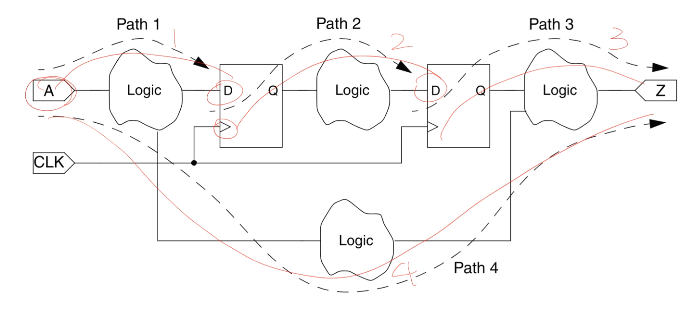 Path 1 1 Path 2 2 Path 3 3
A Logic D Q Logic D Q Logic Z
CLK
Logic
4 Path 4